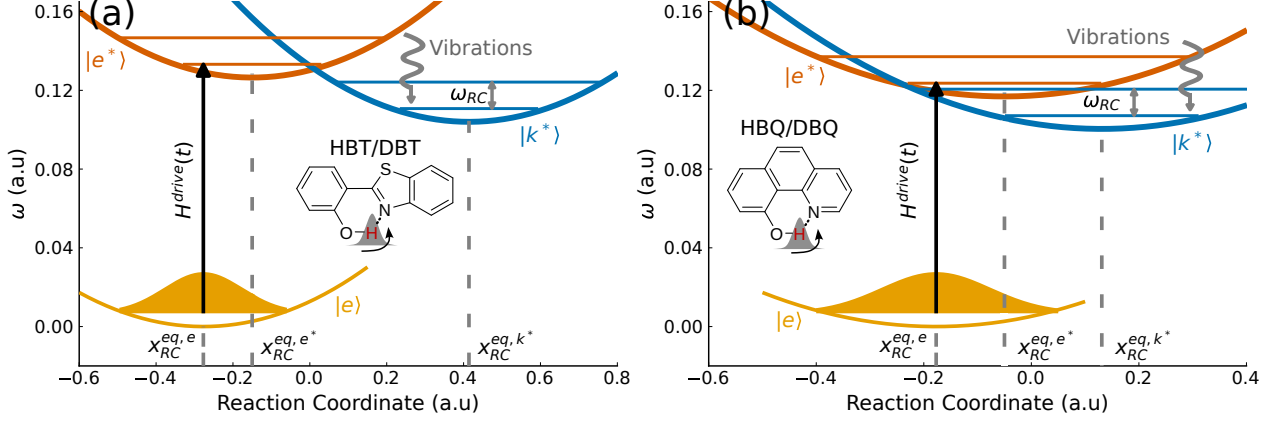 (a)
0.16
0.12
0.08
0.04
0.00
ω (a.u)
|e*⟩
Vibrations
ω_RC
|k*⟩
H^drive(t)
HBT/DBT
S
N
O
H
|e⟩
x_RC^eq,e
x_RC^eq,e*
x_RC^eq,k*
−0.6 −0.4 −0.2 0.0 0.2 0.4 0.6 0.8
Reaction Coordinate (a.u)
(b)
0.16
0.12
0.08
0.04
0.00
ω (a.u)
|e*⟩
Vibrations
ω_RC
|k*⟩
H^drive(t)
HBQ/DBQ
N
O
H
|e⟩
x_RC^eq,e
x_RC^eq,e*
x_RC^eq,k*
−0.6 −0.4 −0.2 0.0 0.2 0.4
Reaction Coordinate (a.u)